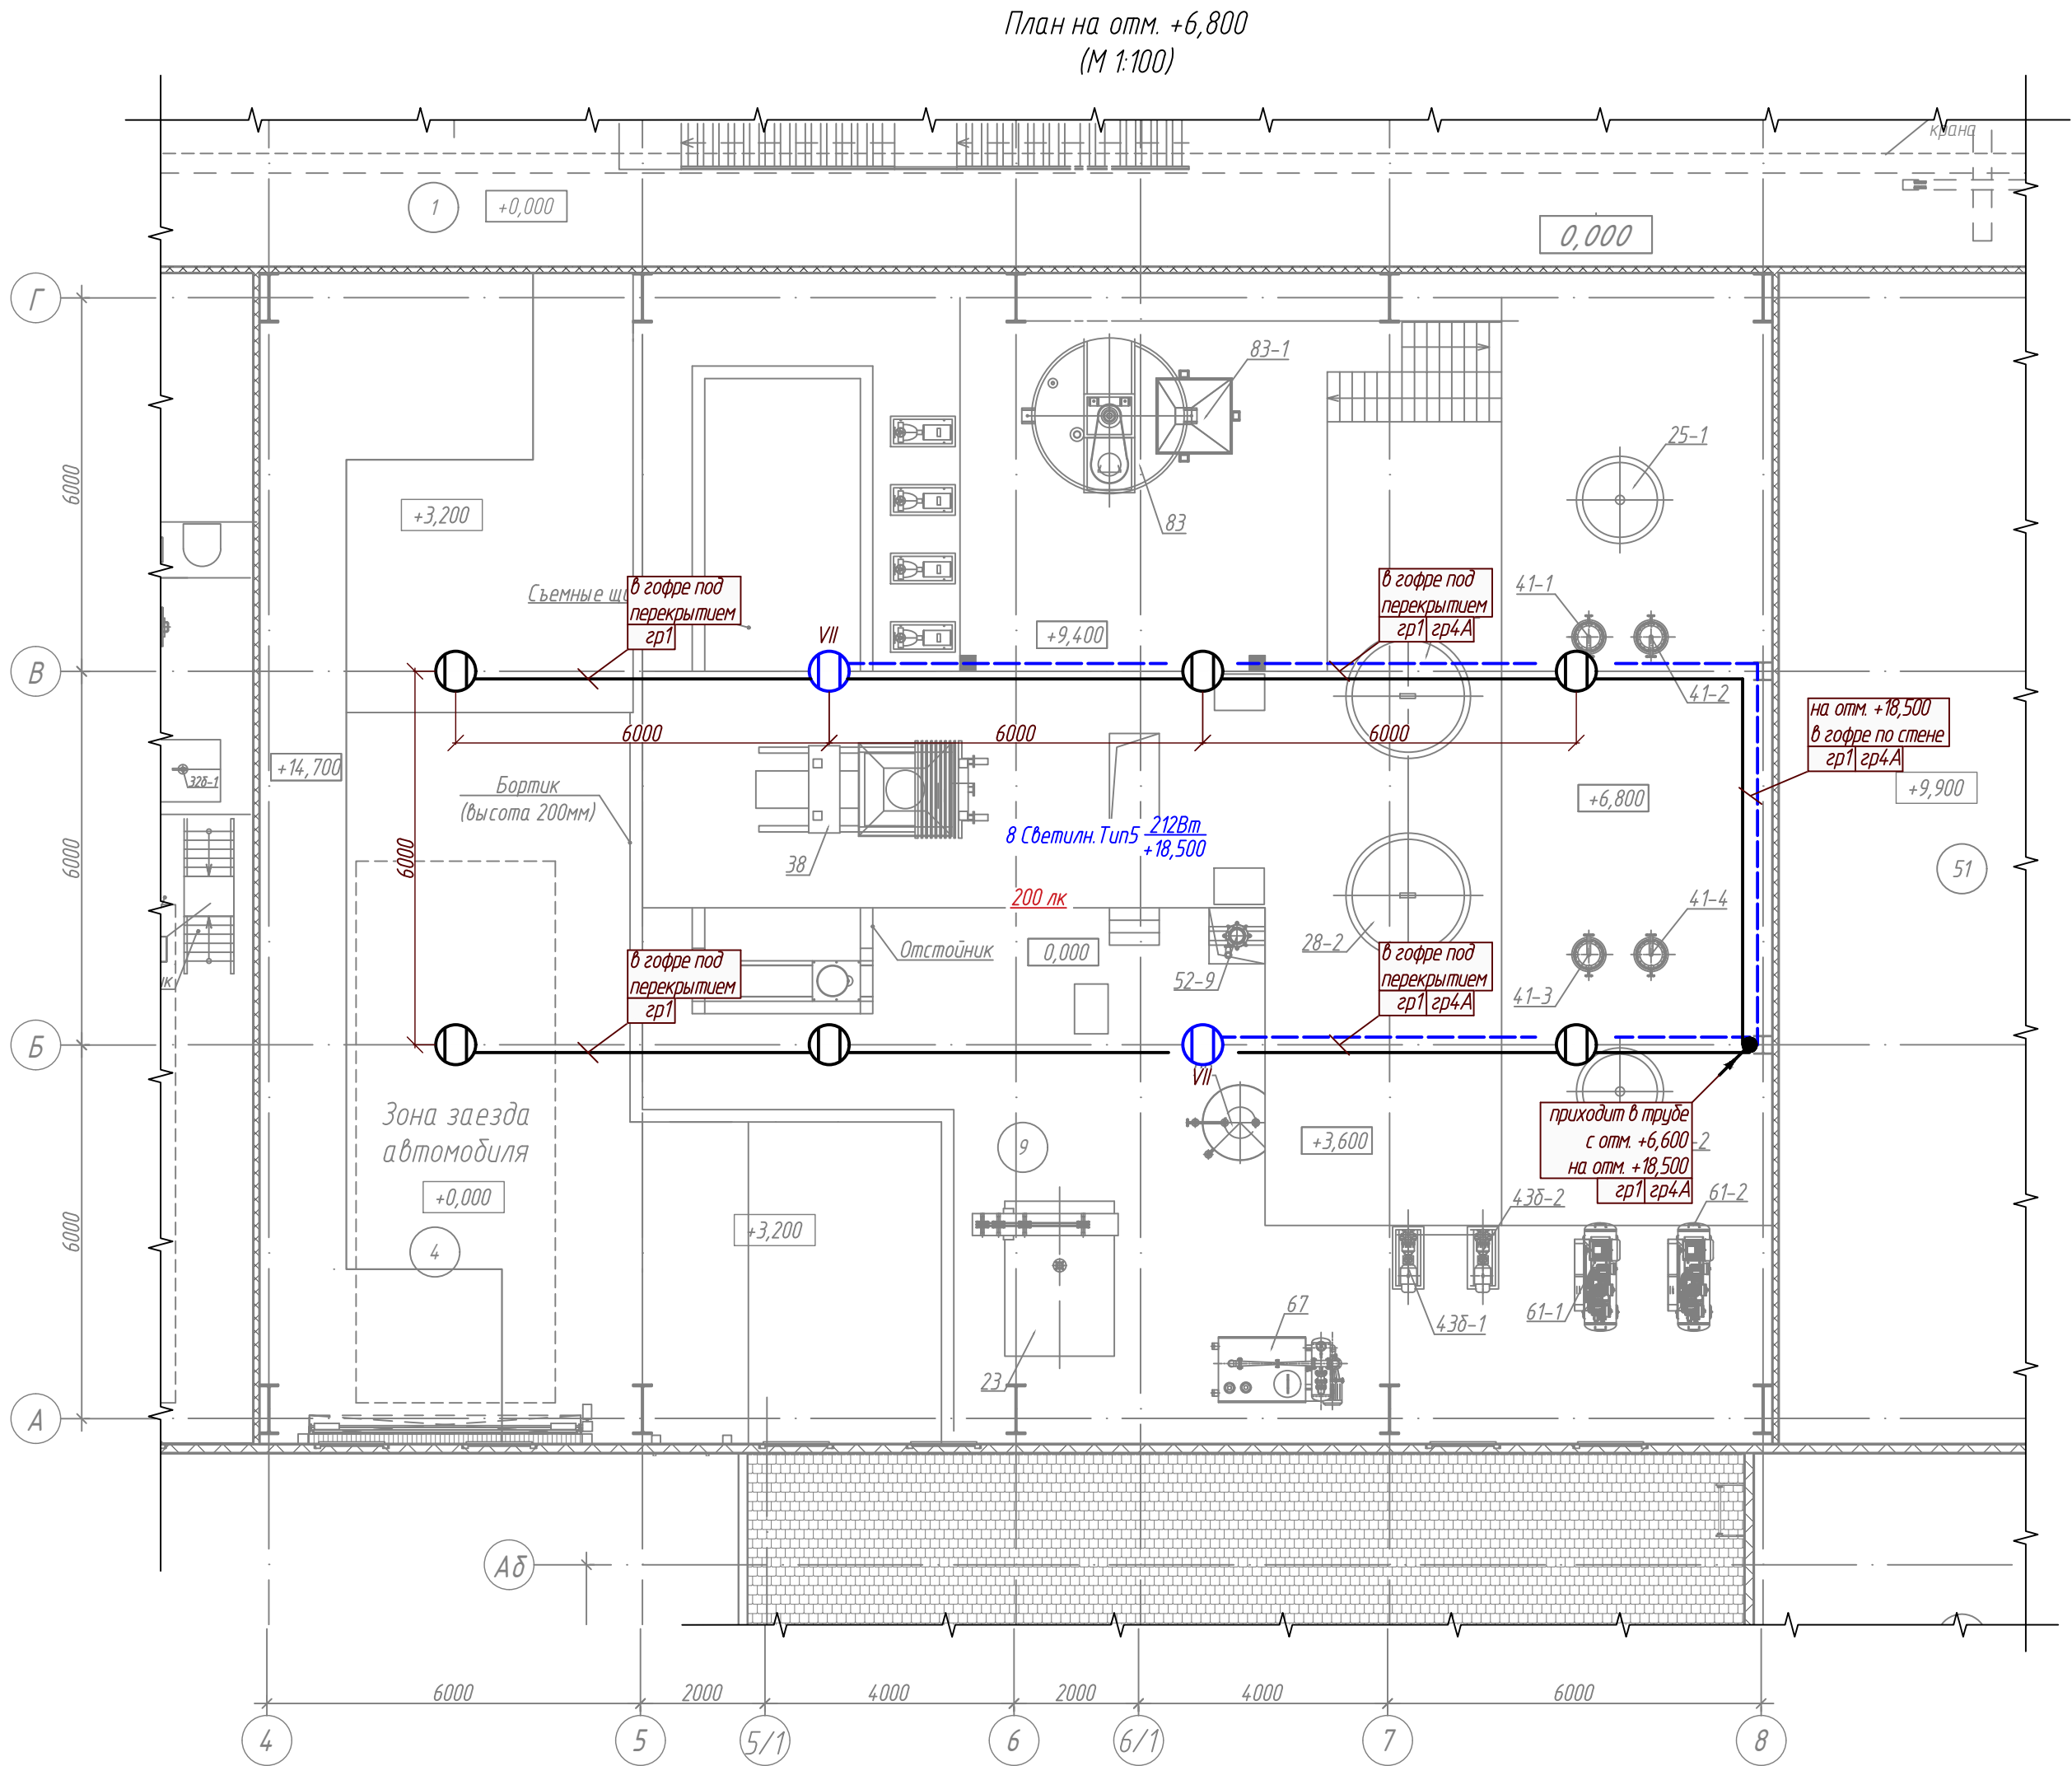 План на отм. +6,800
(М 1:100)
крана
1
+0,000
0,000
Г
83-1
25-1
6000
+3,200
83
Съемные щи
в гофре под
перекрытием
гр1
VII
+9,400
в гофре под
перекрытием
гр1 гр4А
41-1
В
41-2
на отм. +18,500
в гофре по стене
гр1 гр4А
6000
6000
6000
+14,700
32б-1
Бортик
(высота 200мм)
+6,800
+9,900
6000
6000
38
8 Светилн.Тип5 212Вт
+18,500
51
200 лк
41-4
Отстойник
0,000
28-2
в гофре под
перекрытием
гр1
в гофре под
перекрытием
гр1 гр4А
52-9
41-3
ик
Б
VII
Зона заезда
автомобиля
9
+3,600
приходит в трубе
с отм. +6,600
-2
на отм. +18,500
гр1 гр4А
+0,000
43б-2
61-2
6000
+3,200
4
67
43б-1
61-1
23
А
Аб
6000
2000
4000
2000
4000
6000
4
5
5/1
6
6/1
7
8